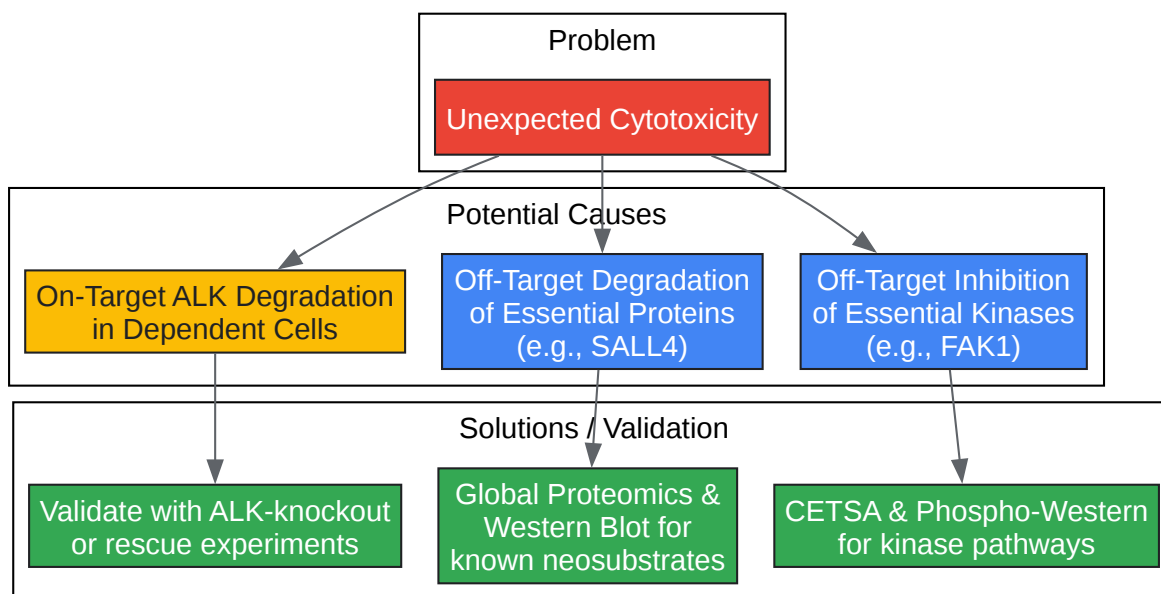 Problem
Unexpected Cytotoxicity
Potential Causes
On-Target ALK Degradation
in Dependent Cells
Off-Target Degradation
of Essential Proteins
(e.g., SALL4)
Off-Target Inhibition
of Essential Kinases
(e.g., FAK1)
Solutions / Validation
Validate with ALK-knockout
or rescue experiments
Global Proteomics &
Western Blot for
known neosubstrates
CETSA & Phospho-Western
for kinase pathways